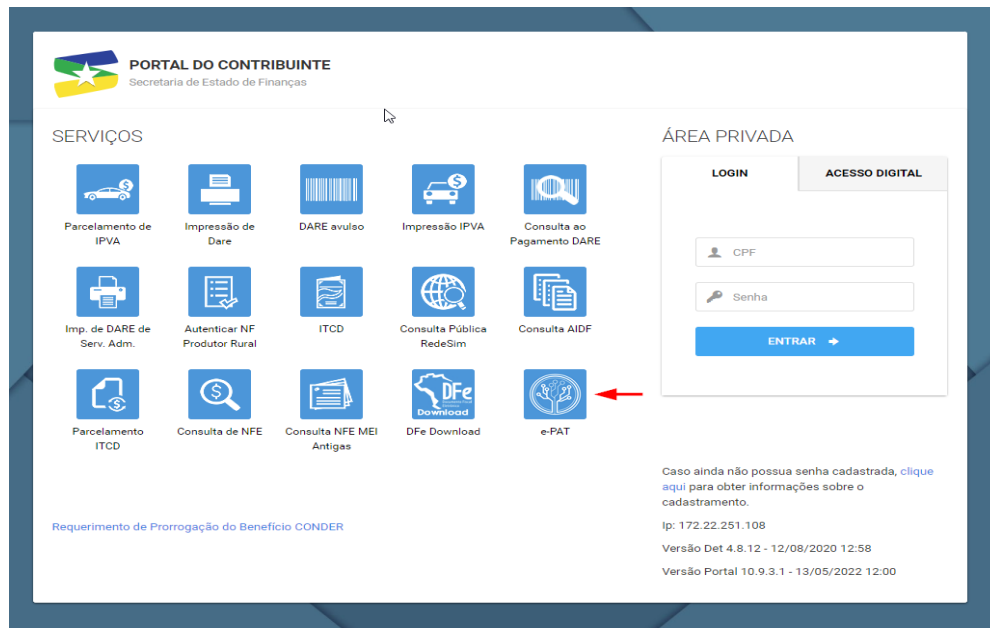 PORTAL DO CONTRIBUINTE
Secretaria de Estado de Finanças
SERVIÇOS
Parcelamento de
IPVA
Impressão de
Dare
DARE avulso
Impressão IPVA
Consulta ao
Pagamento DARE
Imp. de DARE de
Serv. Adm.
Autenticar NF
Produtor Rural
ITCD
Consulta Pública
RedeSim
Consulta AIDF
Parcelamento
ITCD
Consulta de NFE
Consulta NFE MEI
Antigas
DFe
Download
DFe Download
e-PAT
Requerimento de Prorrogação do Benefício CONDER
ÁREA PRIVADA
LOGIN
ACESSO DIGITAL
CPF
Senha
ENTRAR
Caso ainda não possua senha cadastrada, clique
aqui para obter informações sobre o
cadastramento.
Ip: 172.22.251.108
Versão Det 4.8.12 - 12/08/2020 12:58
Versão Portal 10.9.3.1 - 13/05/2022 12:00